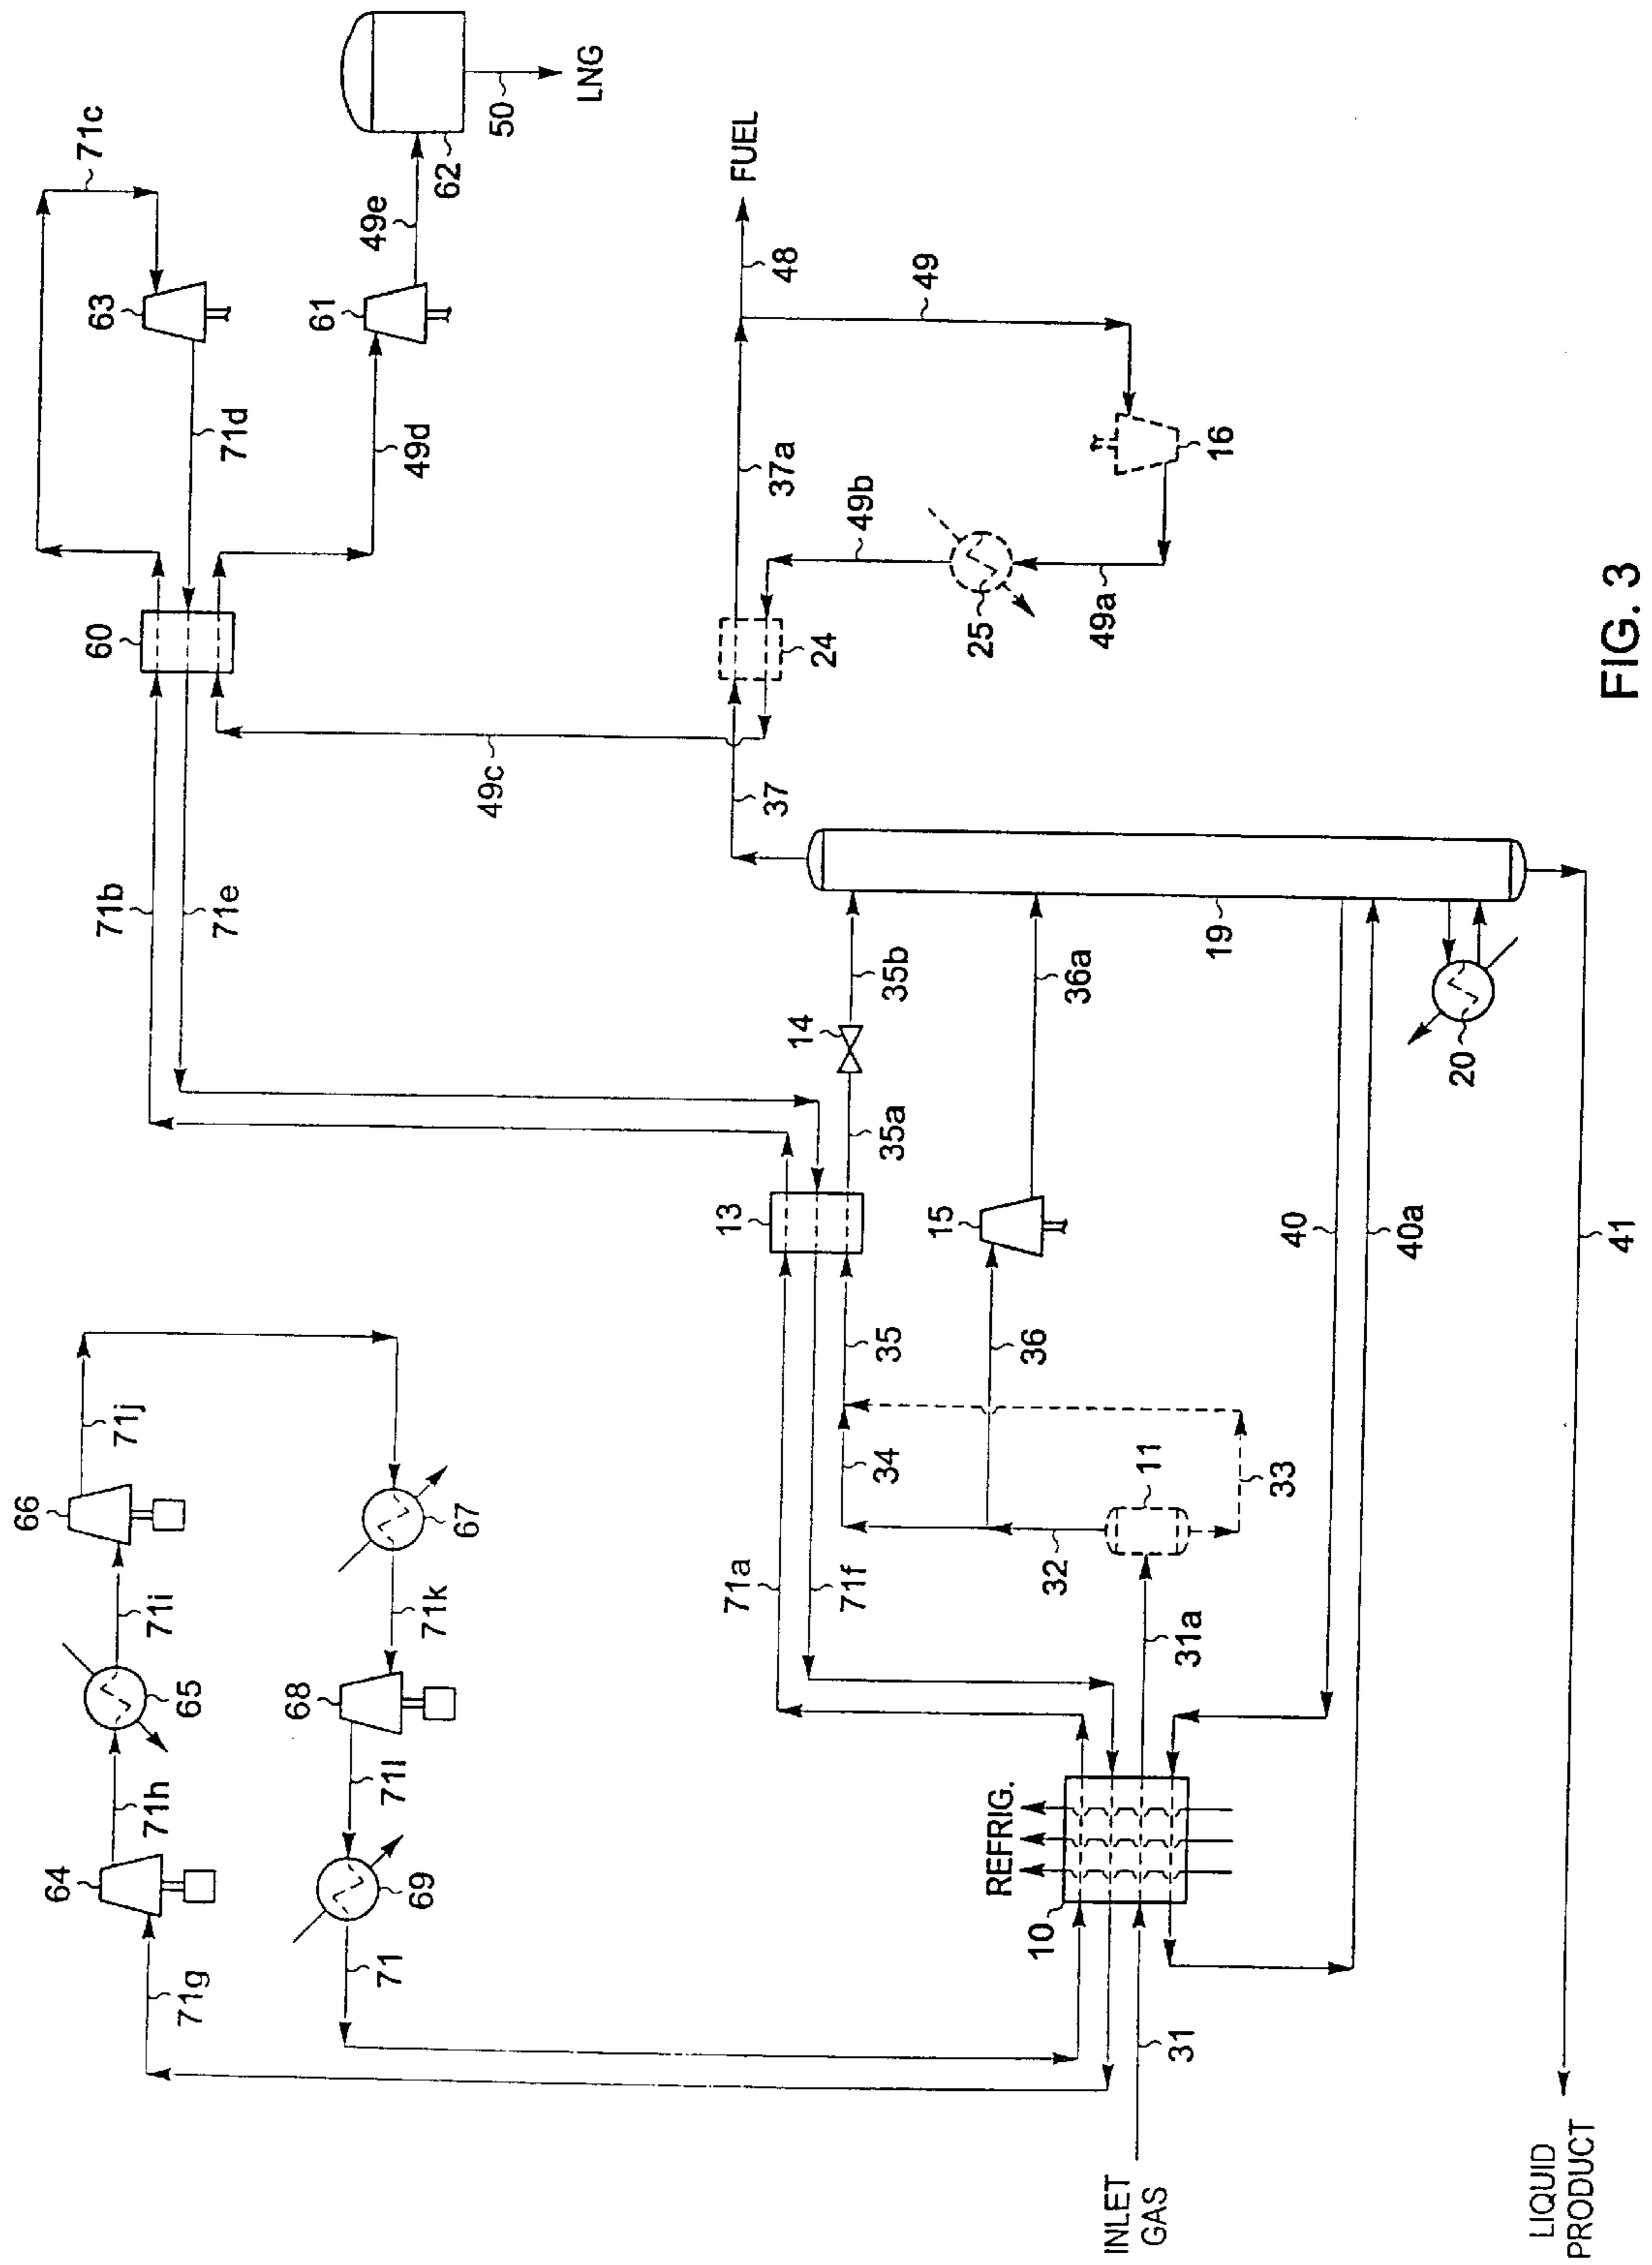 71c
63
71d
60
71b
71e
61
49e
62
50
LNG
49d
49c
FUEL
48
49
37a
49b
24
25
49a
16
37
35b
14
35a
13
36a
19
15
20
40
40a
41
66
71j
71i
65
67
71k
68
71h
64
71l
69
71
71g
35
34
36
33
11
32
71a
71f
31a
REFRIG.
10
31
INLET
GAS
LIQUID
PRODUCT
FIG. 3